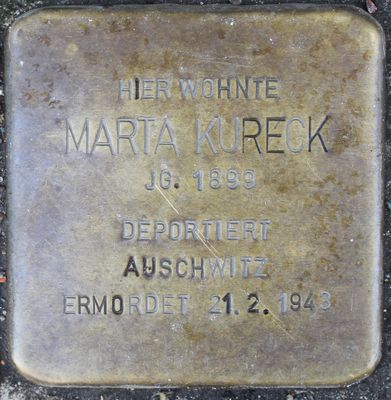 HIER WOHNTE
MARTA KURECK
JG. 1899
DEPORTIERT
AUSCHWITZ
ERMORDET 21.2.1943